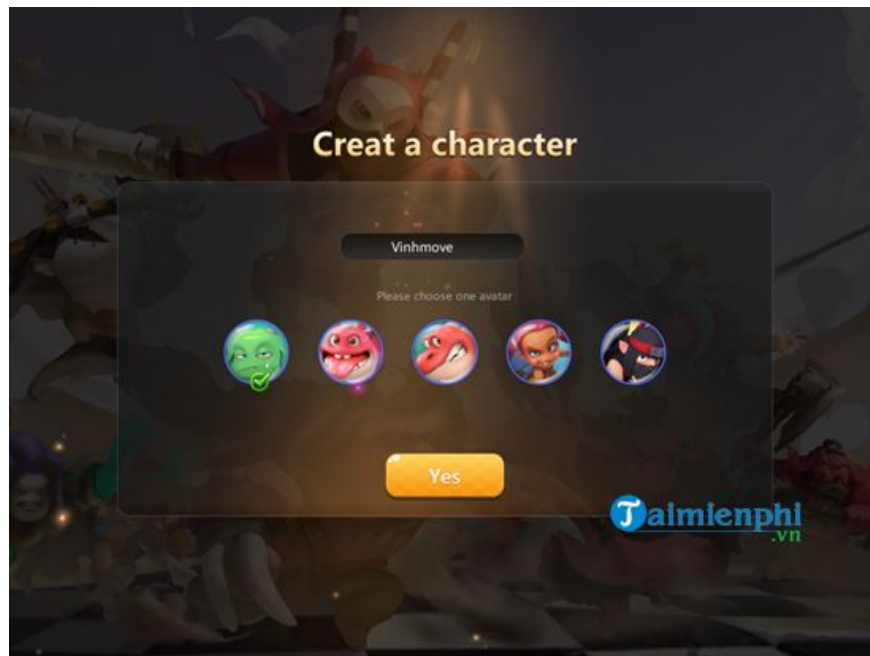 Creat a character
Vinhmove
Please choose one avatar
Yes
Taimienphi
.vn